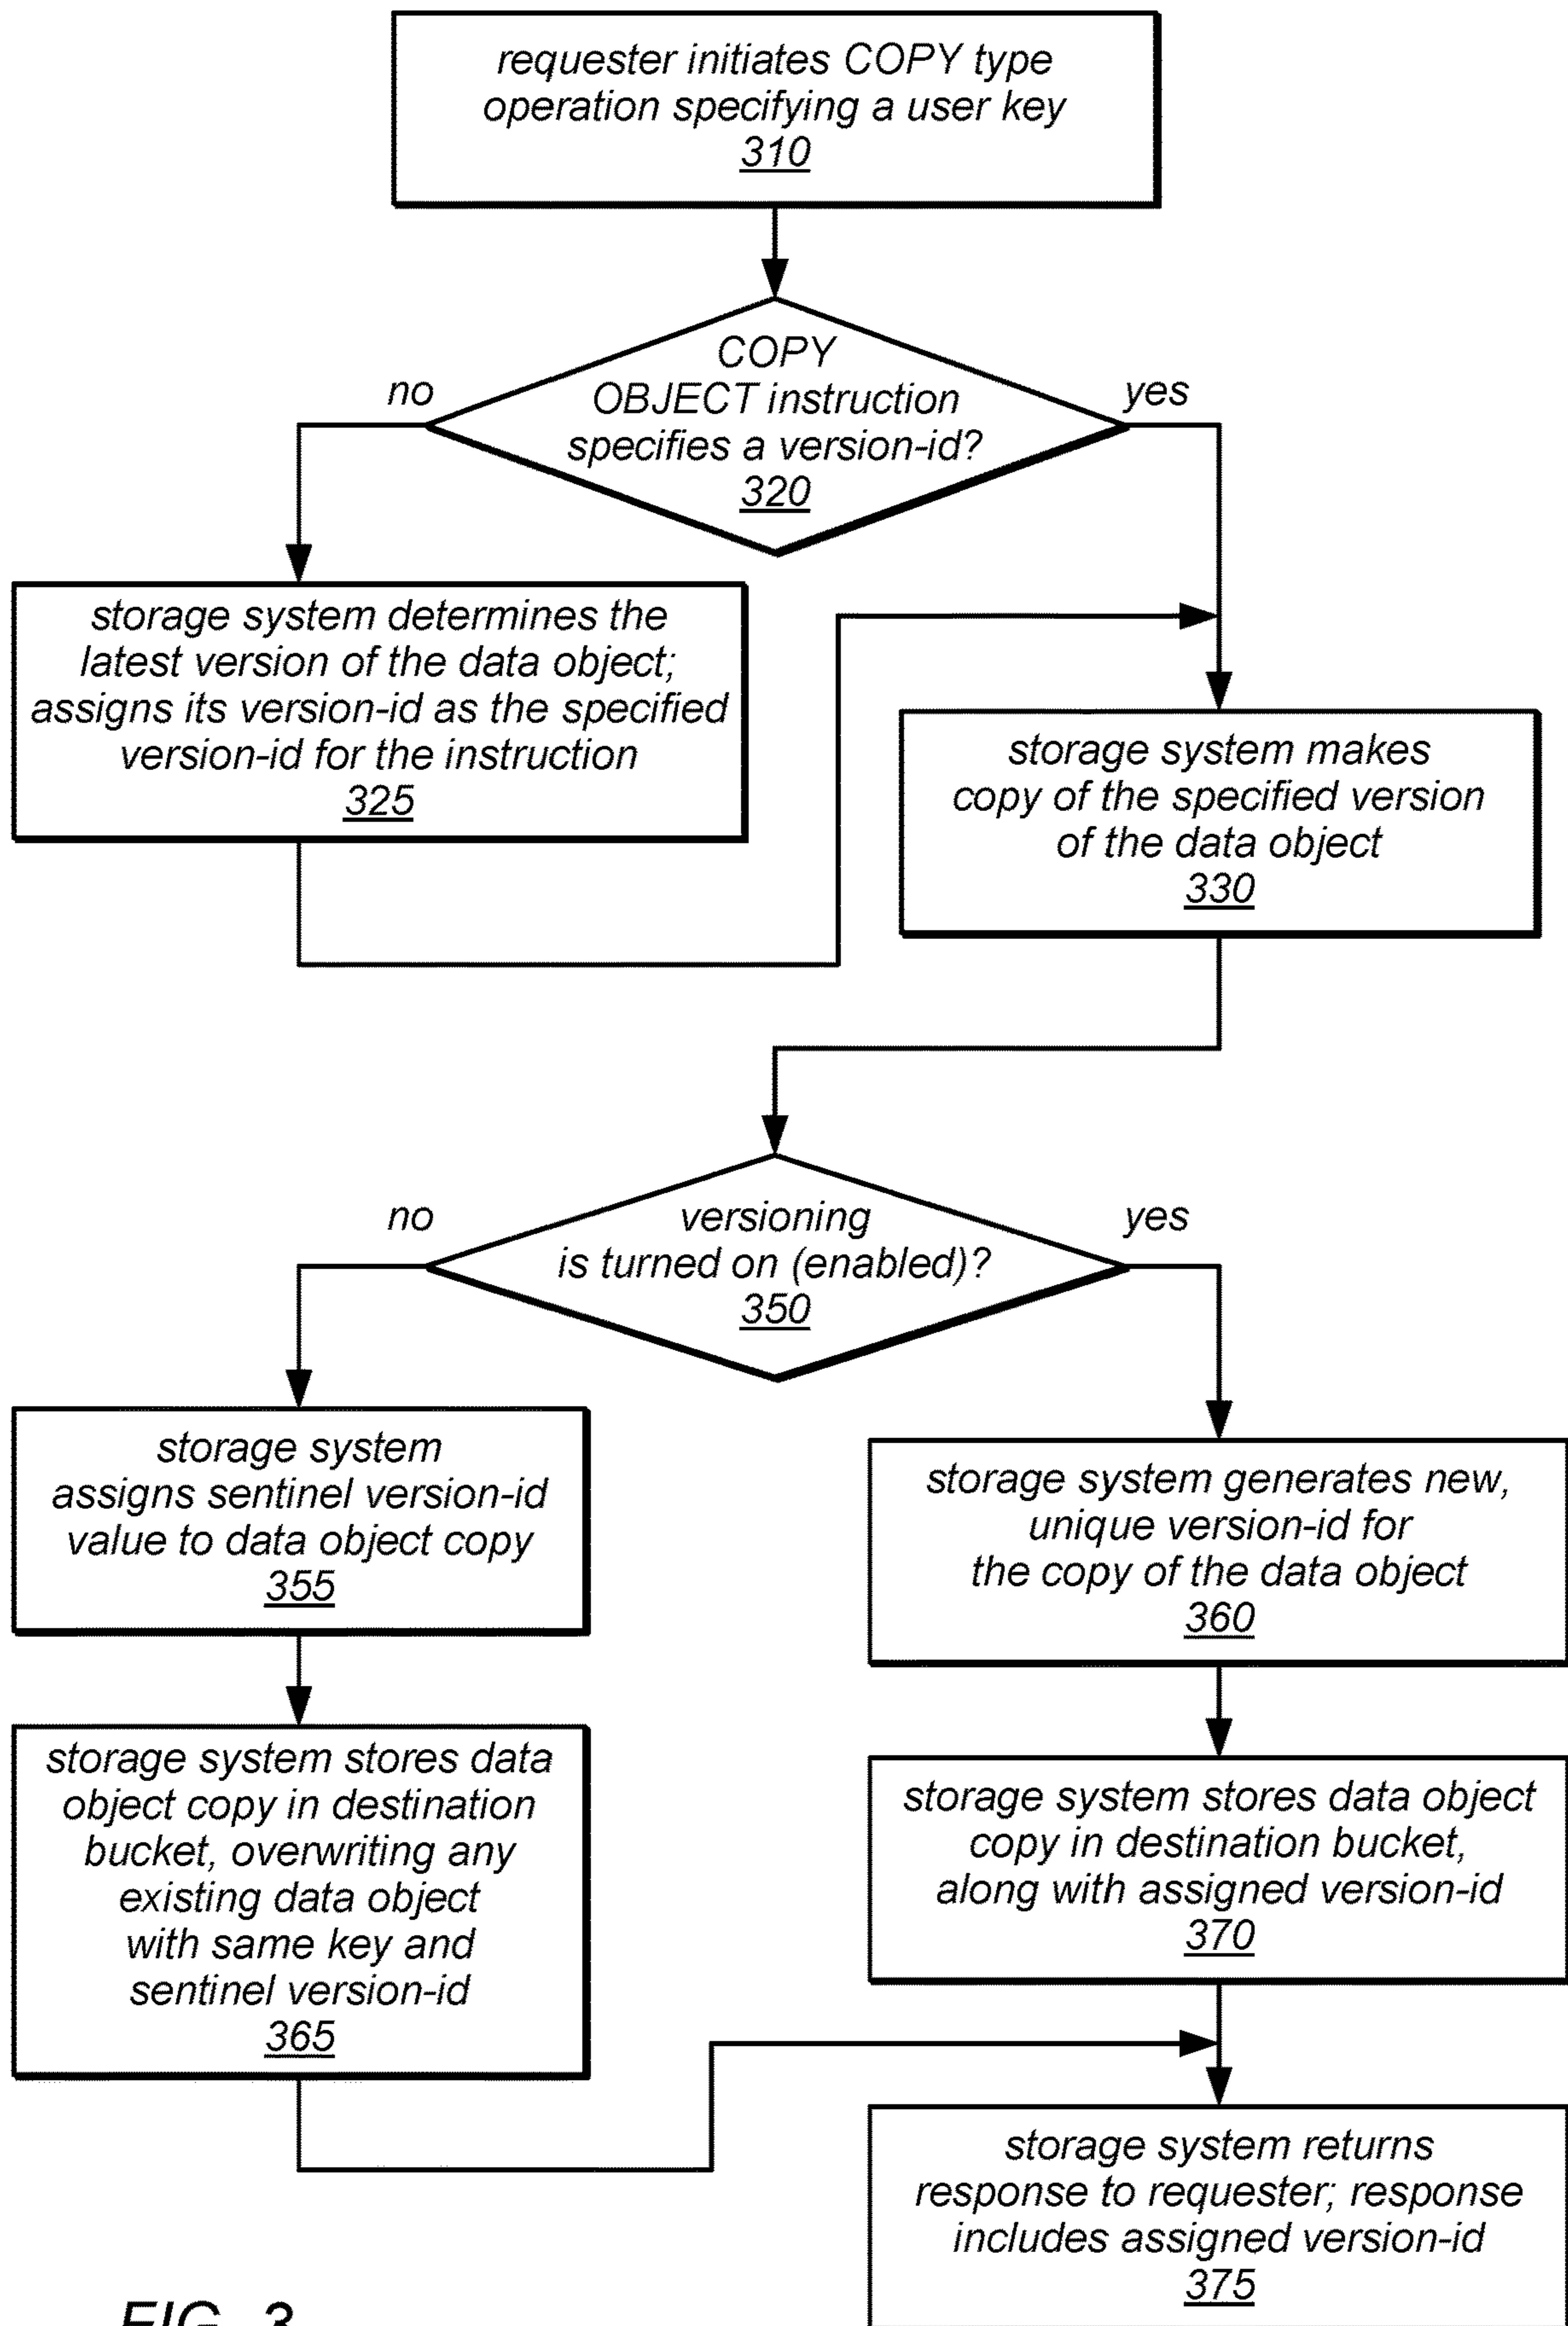 requester initiates COPY type
operation specifying a user key
310
COPY
OBJECT instruction
specifies a version-id?
320
no
yes
storage system determines the
latest version of the data object;
assigns its version-id as the specified
version-id for the instruction
325
storage system makes
copy of the specified version
of the data object
330
versioning
is turned on (enabled)?
350
no
yes
storage system
assigns sentinel version-id
value to data object copy
355
storage system generates new,
unique version-id for
the copy of the data object
360
storage system stores data
object copy in destination
bucket, overwriting any
existing data object
with same key and
sentinel version-id
365
storage system stores data object
copy in destination bucket,
along with assigned version-id
370
storage system returns
response to requester; response
includes assigned version-id
375
FIG. 3